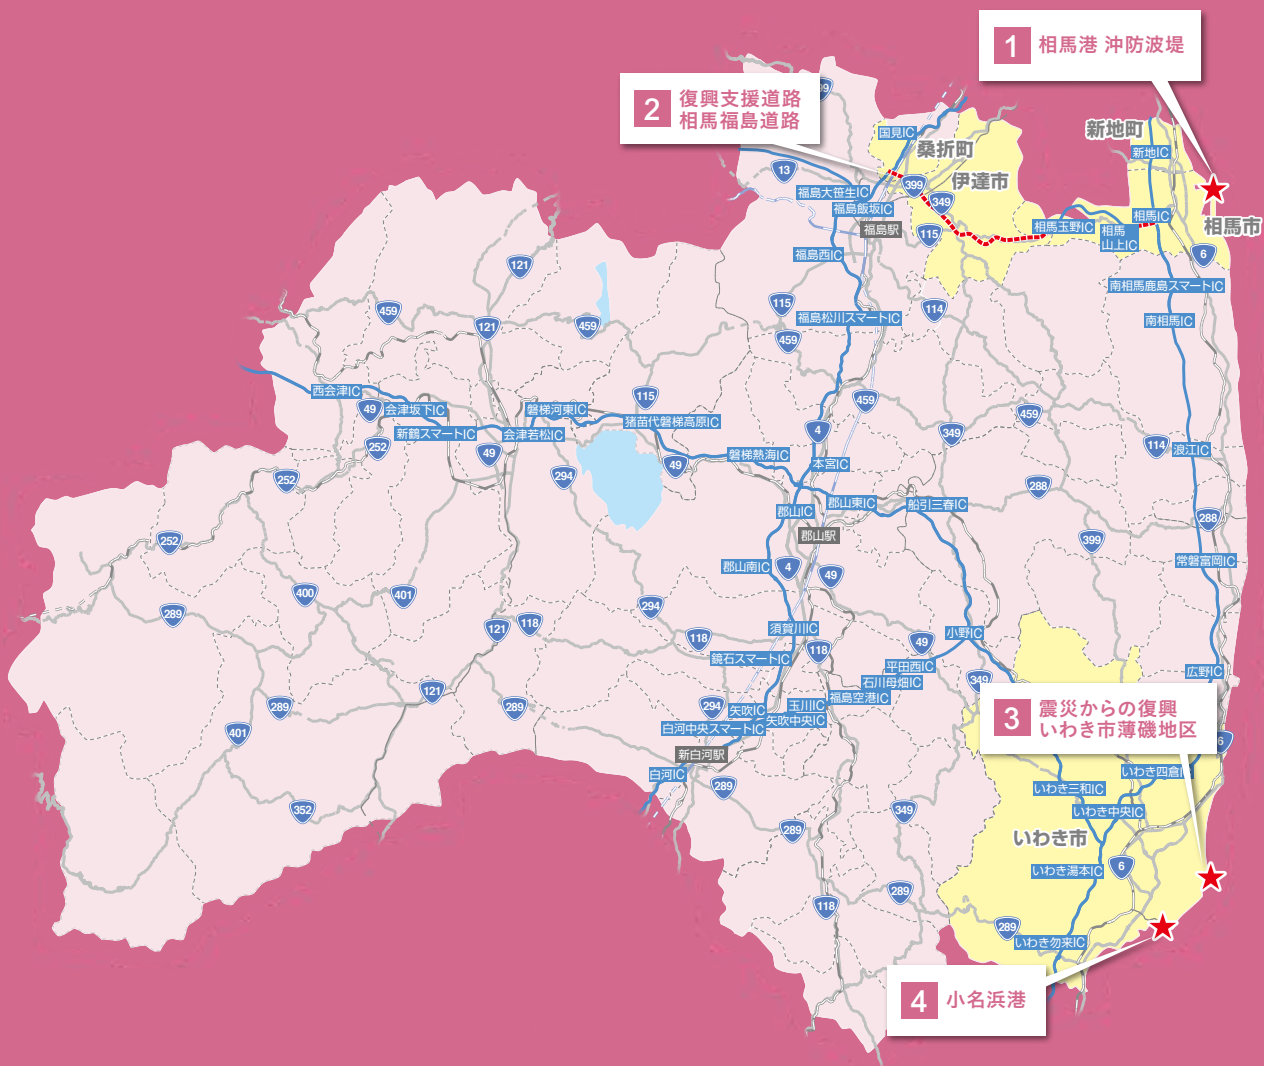 1 相馬港 沖防波堤
2 復興支援道路
相馬福島道路
新地町
国見IC
桑折町
新地IC
13
399
伊達市
福島大笹生IC
349
福島飯坂IC
相馬IC
福島駅
115
相馬玉野IC
相馬
山上IC
相馬市
福島西IC
6
121
南相馬鹿島スマートIC
115
114
459
福島松川スマートIC
南相馬IC
121
459
459
西会津IC
115
459
49
会津坂下IC
磐梯河東IC
459
猪苗代磐梯高原IC
新鶴スマートIC
会津若松IC
4
349
252
49
磐梯熱海IC
114
浪江IC
49
本宮IC
252
294
288
郡山IC
郡山東IC
船引三春IC
288
252
郡山駅
399
常磐富岡IC
郡山南IC
4
49
400
401
289
294
121
118
須賀川IC
118
49
小野IC
鏡石スマートIC
118
平田西IC
広野IC
121
石川母畑IC
349
289
289
294
矢吹IC
玉川IC
福島空港IC
矢吹中央IC
白河中央スマートIC
3 震災からの復興
いわき市薄磯地区
401
6
新白河駅
白河IC
いわき四倉IC
289
いわき三和IC
352
349
いわき中央IC
289
いわき市
6
いわき湯本IC
289
118
289
いわき勿来IC
4 小名浜港